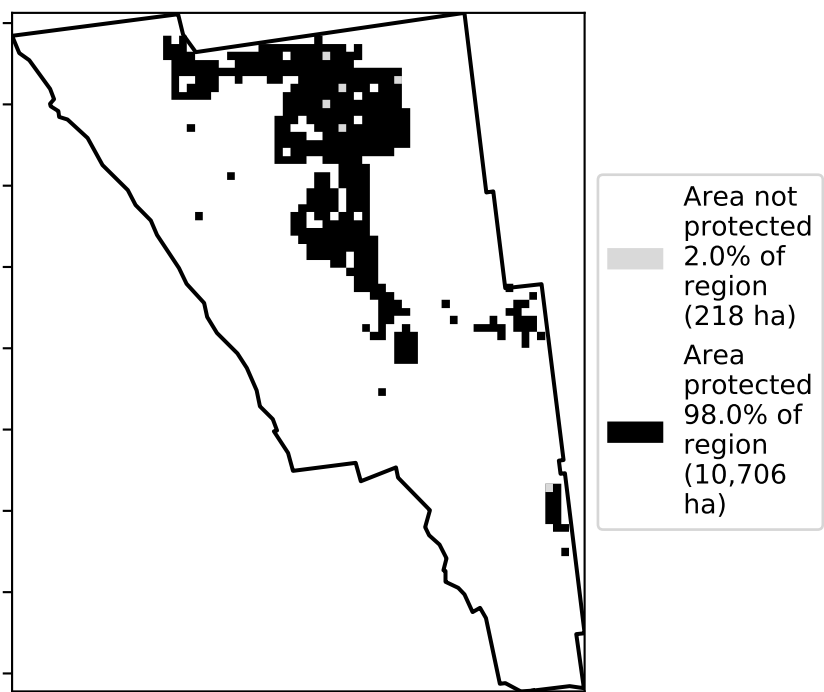 Area not
protected
2.0% of
region
(218 ha)
Area
protected
98.0% of
region
(10,706
ha)